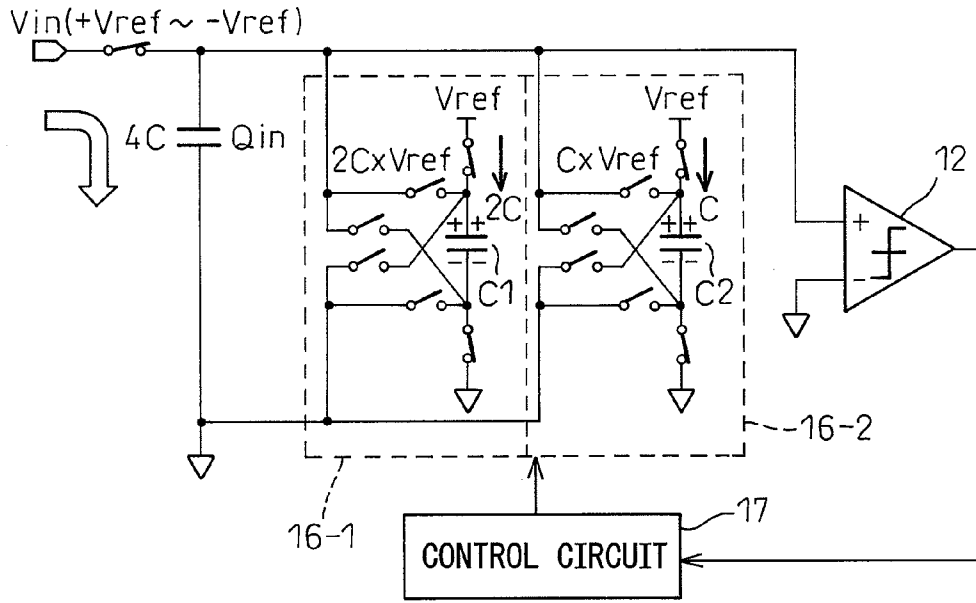 Vin(+Vref ~ -Vref)
Vref
Vref
4C
Qin
2CxVref
2C
CxVref
C
12
+
-
+ +
- -
C1
+ +
- -
C2
16-1
16-2
17
CONTROL CIRCUIT